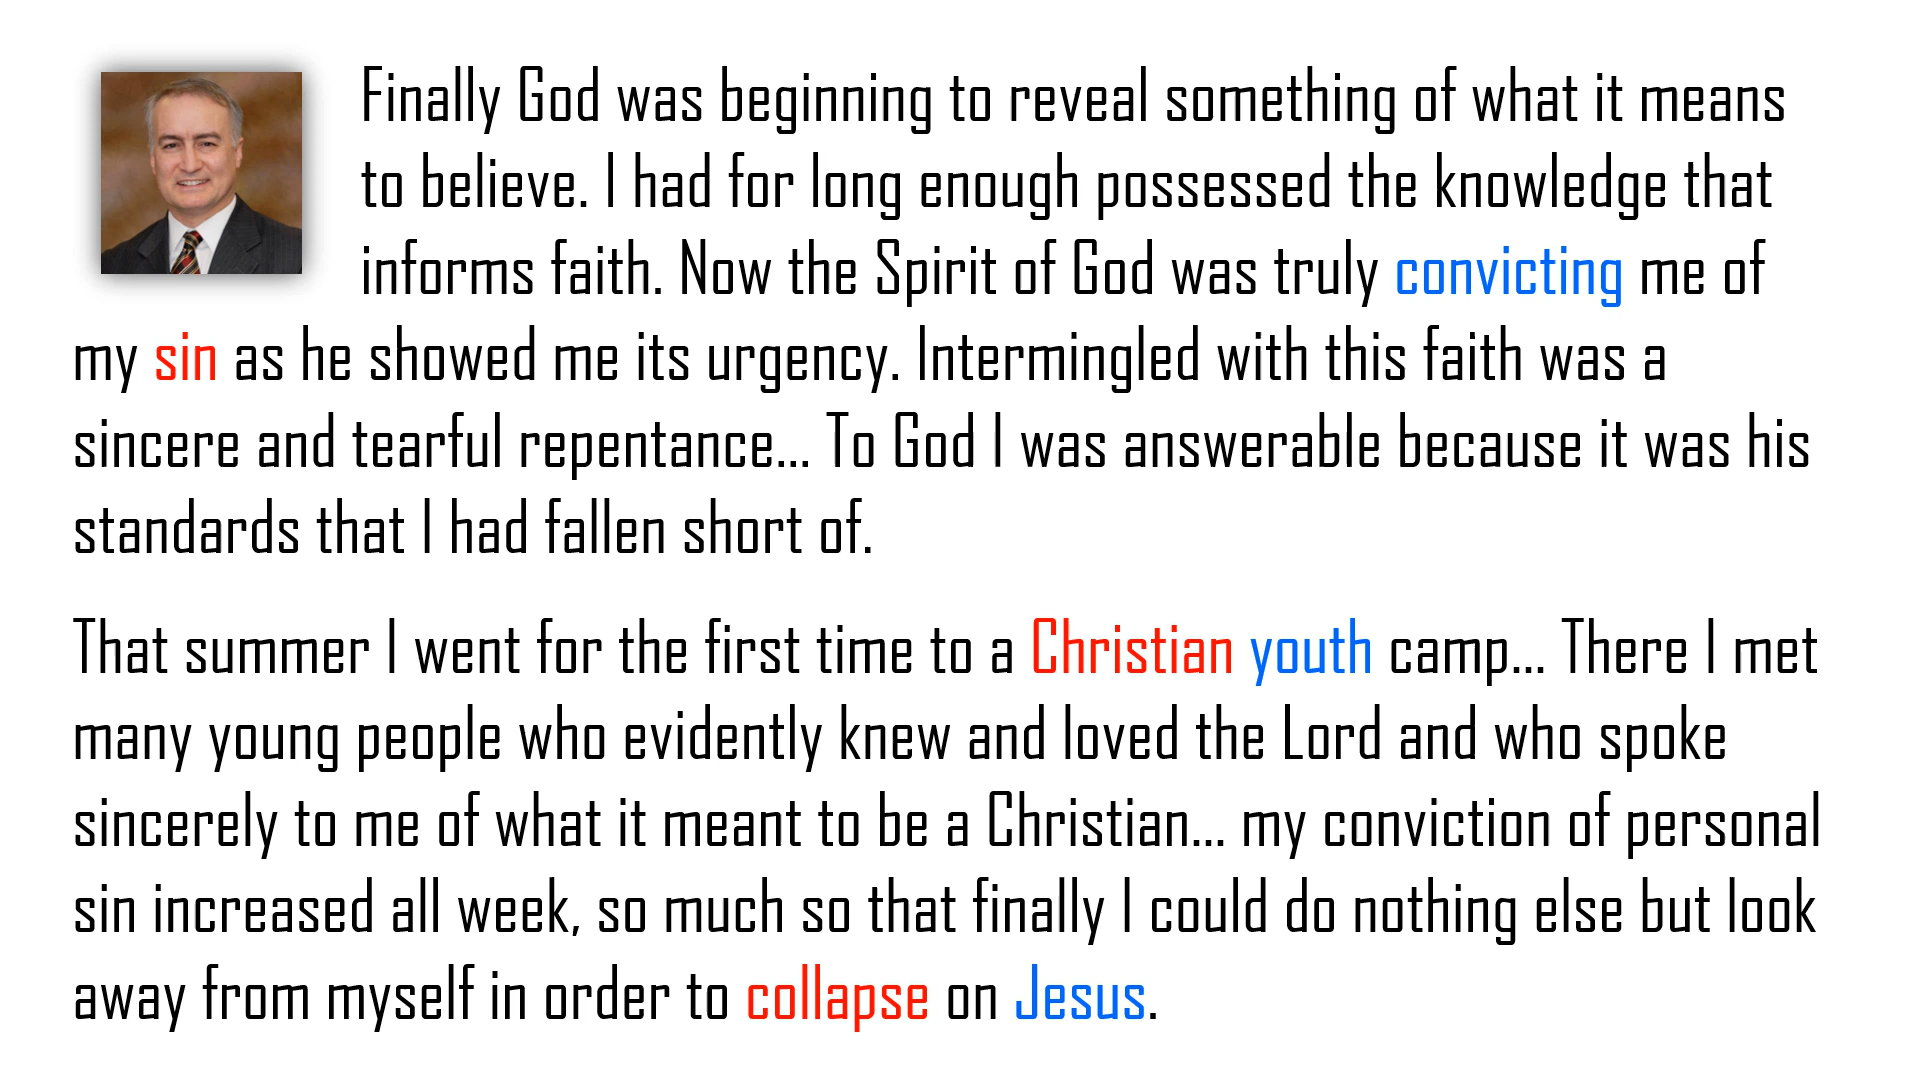 Finally God was beginning to reveal something of what it means
to believe. I had for long enough possessed the knowledge that
informs faith. Now the Spirit of God was truly convicting me of
my sin as he showed me its urgency. Intermingled with this faith was a
sincere and tearful repentance... To God I was answerable because it was his
standards that I had fallen short of.
That summer I went for the first time to a Christian youth camp... There I met
many young people who evidently knew and loved the Lord and who spoke
sincerely to me of what it meant to be a Christian... my conviction of personal
sin increased all week, so much so that finally I could do nothing else but look
away from myself in order to collapse on Jesus.